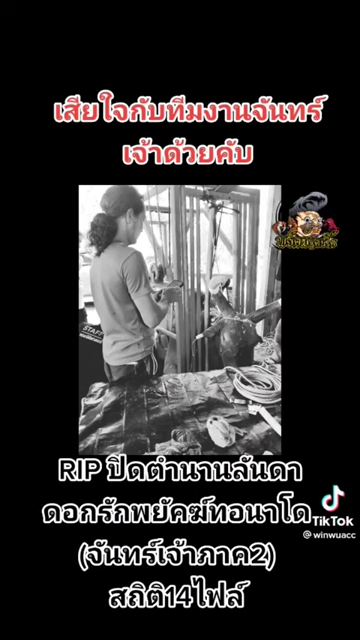 เสียใจกับทีมงานจันทร์
เจ้าด้วยคับ
STAFF
RIP ปิดตำนานลันดา
ดอกรักพยัคฆ์ทอนาโด
(จันทร์เจ้าภาค2)
สถิติ14ไฟล์
TikTok
@winwuacc